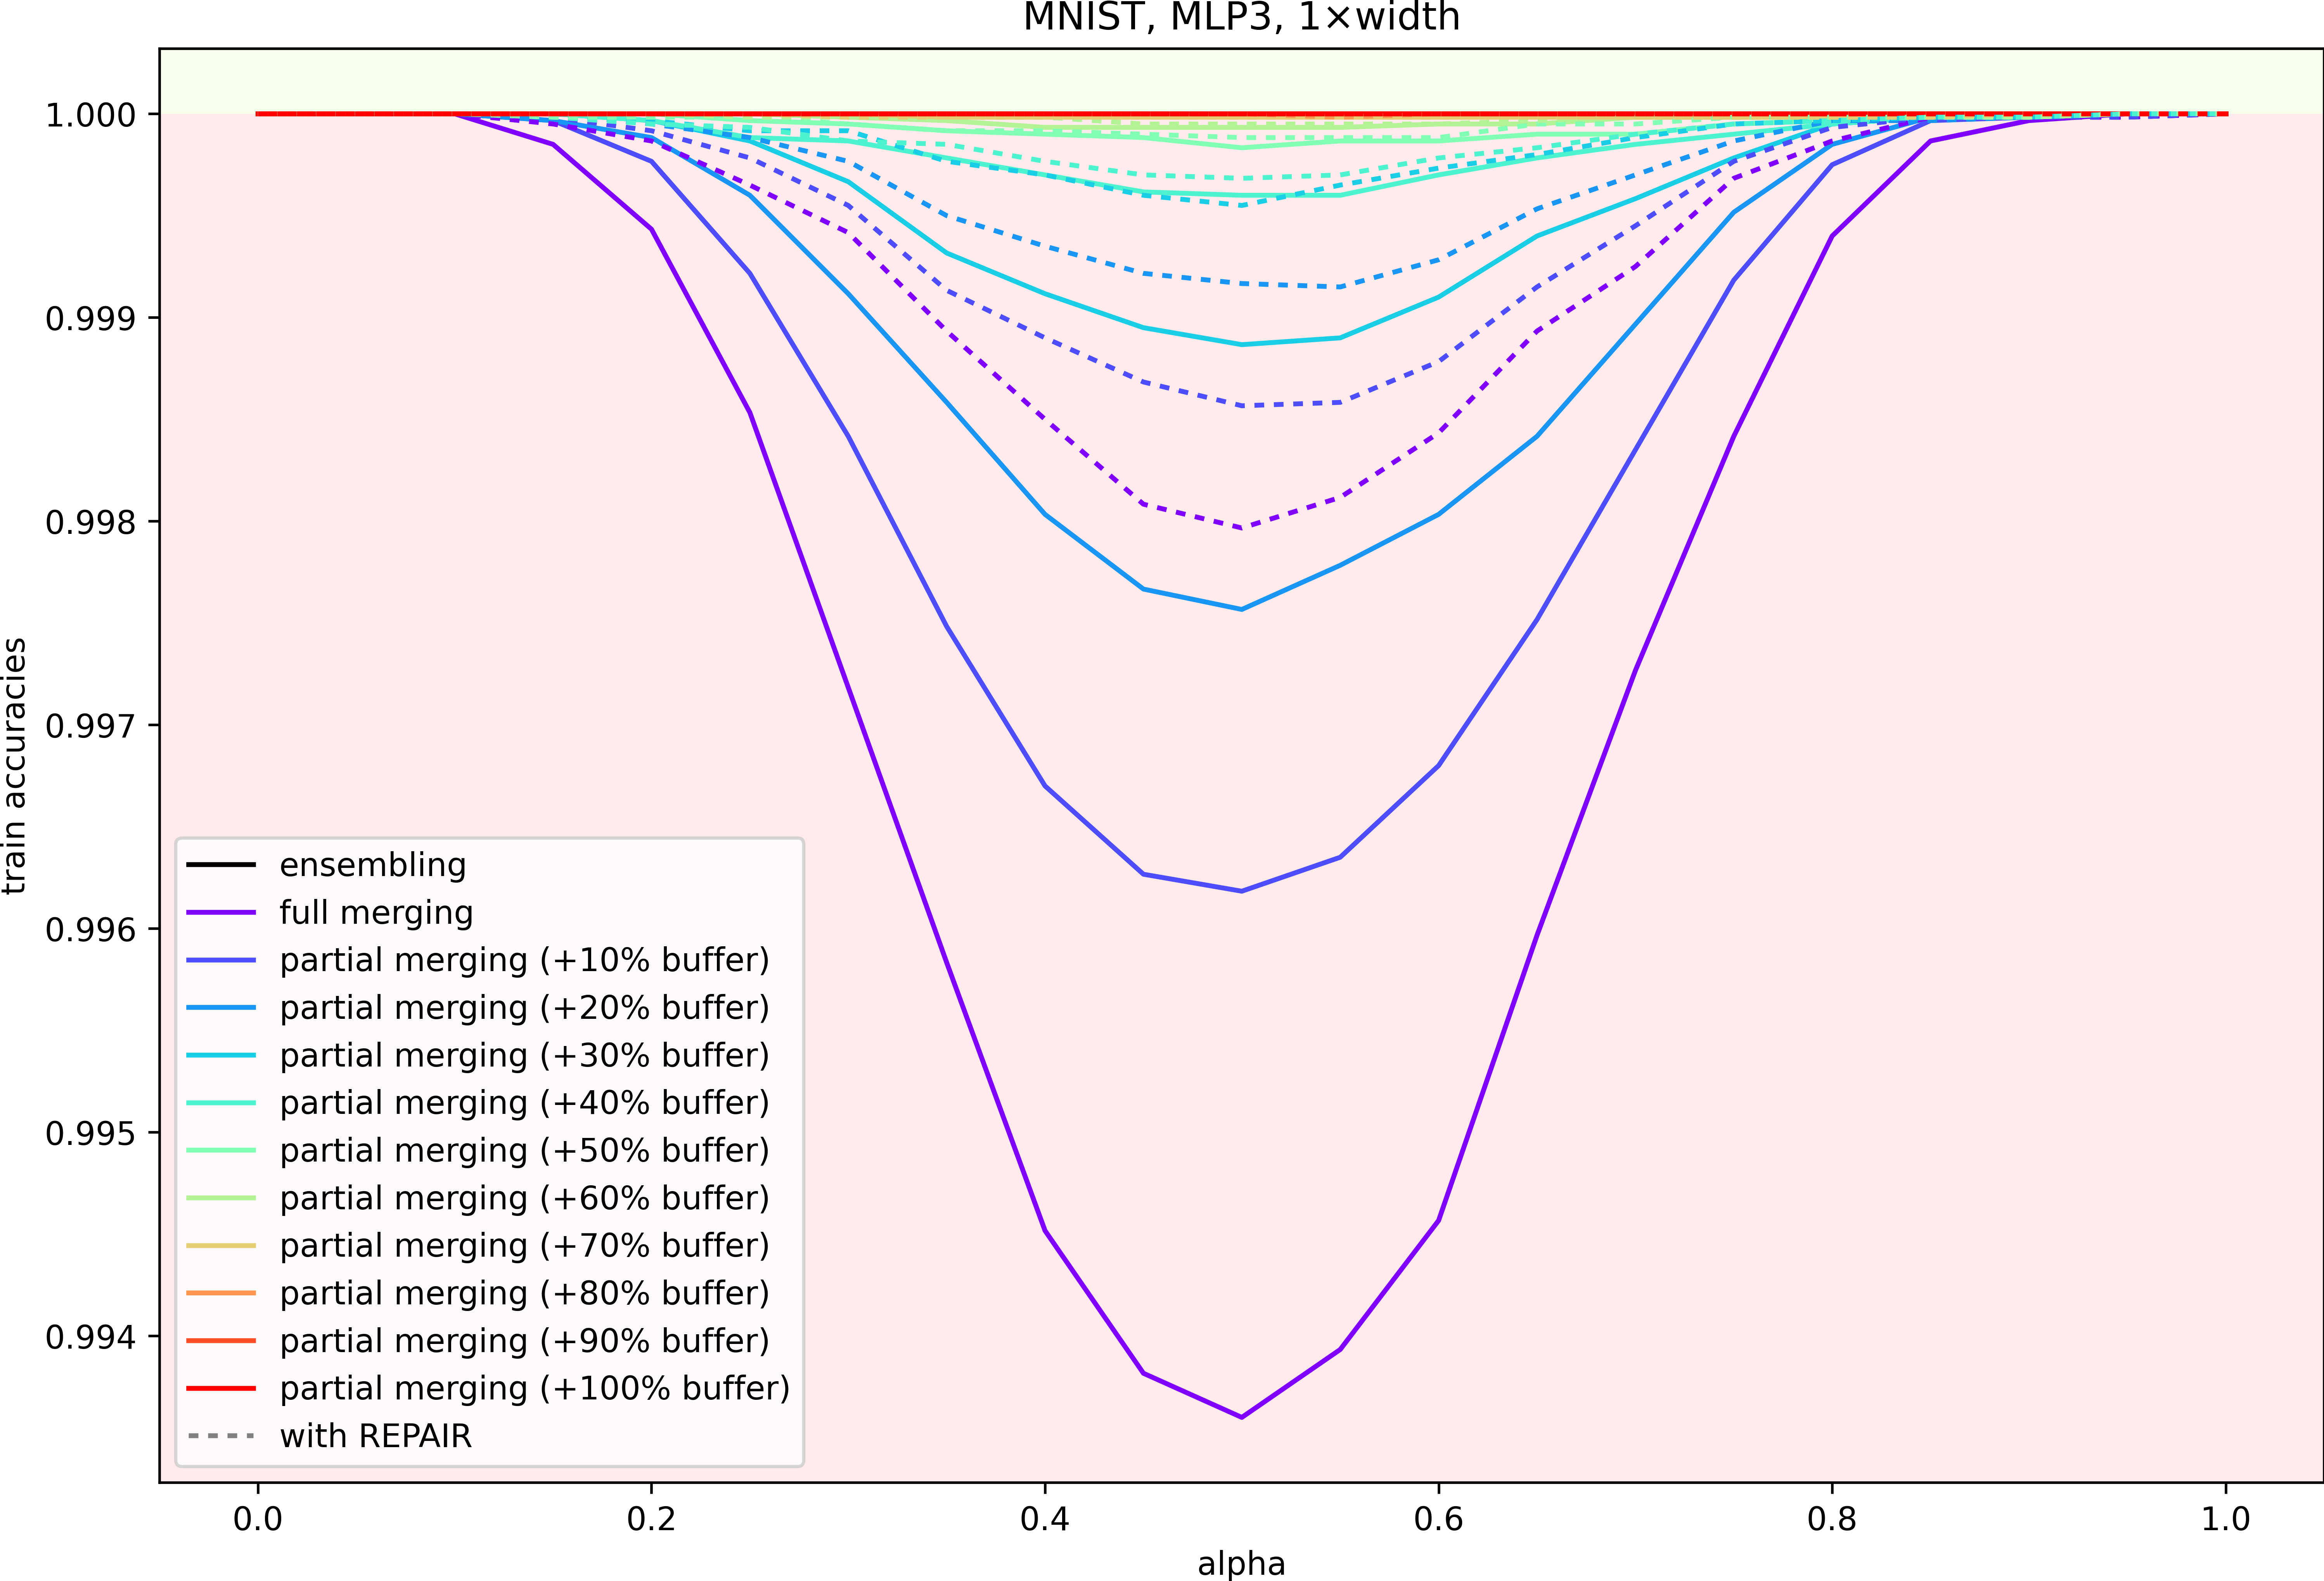 MNIST, MLP3, 1×width
train accuracies
1.000
0.999
0.998
0.997
0.996
0.995
0.994
ensembling
full merging
partial merging (+10% buffer)
partial merging (+20% buffer)
partial merging (+30% buffer)
partial merging (+40% buffer)
partial merging (+50% buffer)
partial merging (+60% buffer)
partial merging (+70% buffer)
partial merging (+80% buffer)
partial merging (+90% buffer)
partial merging (+100% buffer)
with REPAIR
0.0 0.2 0.4 0.6 0.8 1.0
alpha